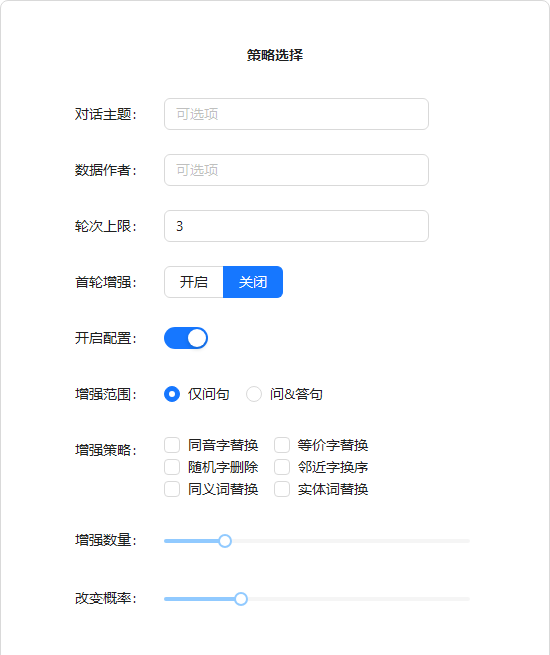 策略选择
对话主题： 可选项
数据作者： 可选项
轮次上限： 3
首轮增强： 开启 关闭
开启配置：
增强范围： 仅问句 问&答句
增强策略： 同音字替换 等价字替换
随机字删除 邻近字换序
同义词替换 实体词替换
增强数量：
改变概率：